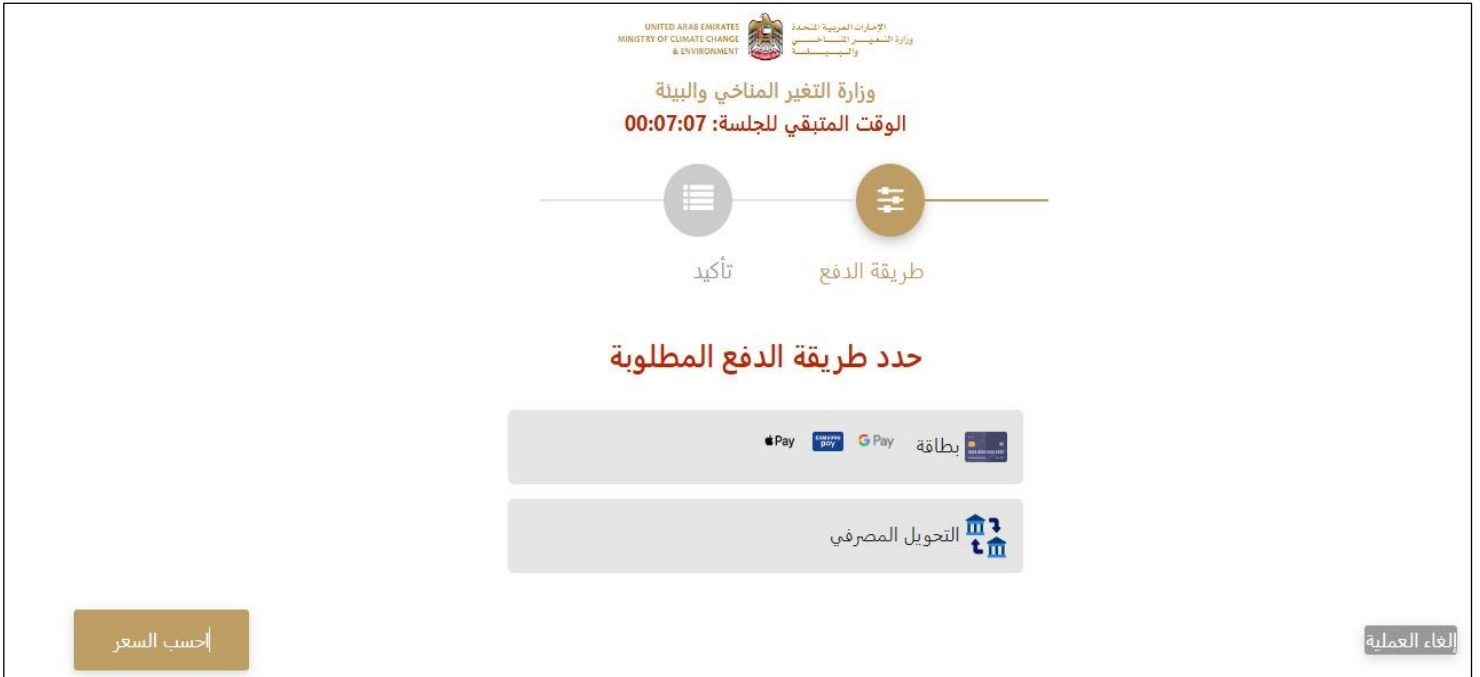 الإمارات العربية المتحدة
وزارة التغير المناخي
والبيئة
UNITED ARAB EMIRATES
MINISTRY OF CLIMATE CHANGE
& ENVIRONMENT
وزارة التغير المناخي والبيئة
الوقت المتبقي للجلسة: 00:07:07
طريقة الدفع
تأكيد
حدد طريقة الدفع المطلوبة
بطاقة G Pay SAMSUNG pay Pay
التحويل المصرفي
إلغاء العملية
احسب السعر